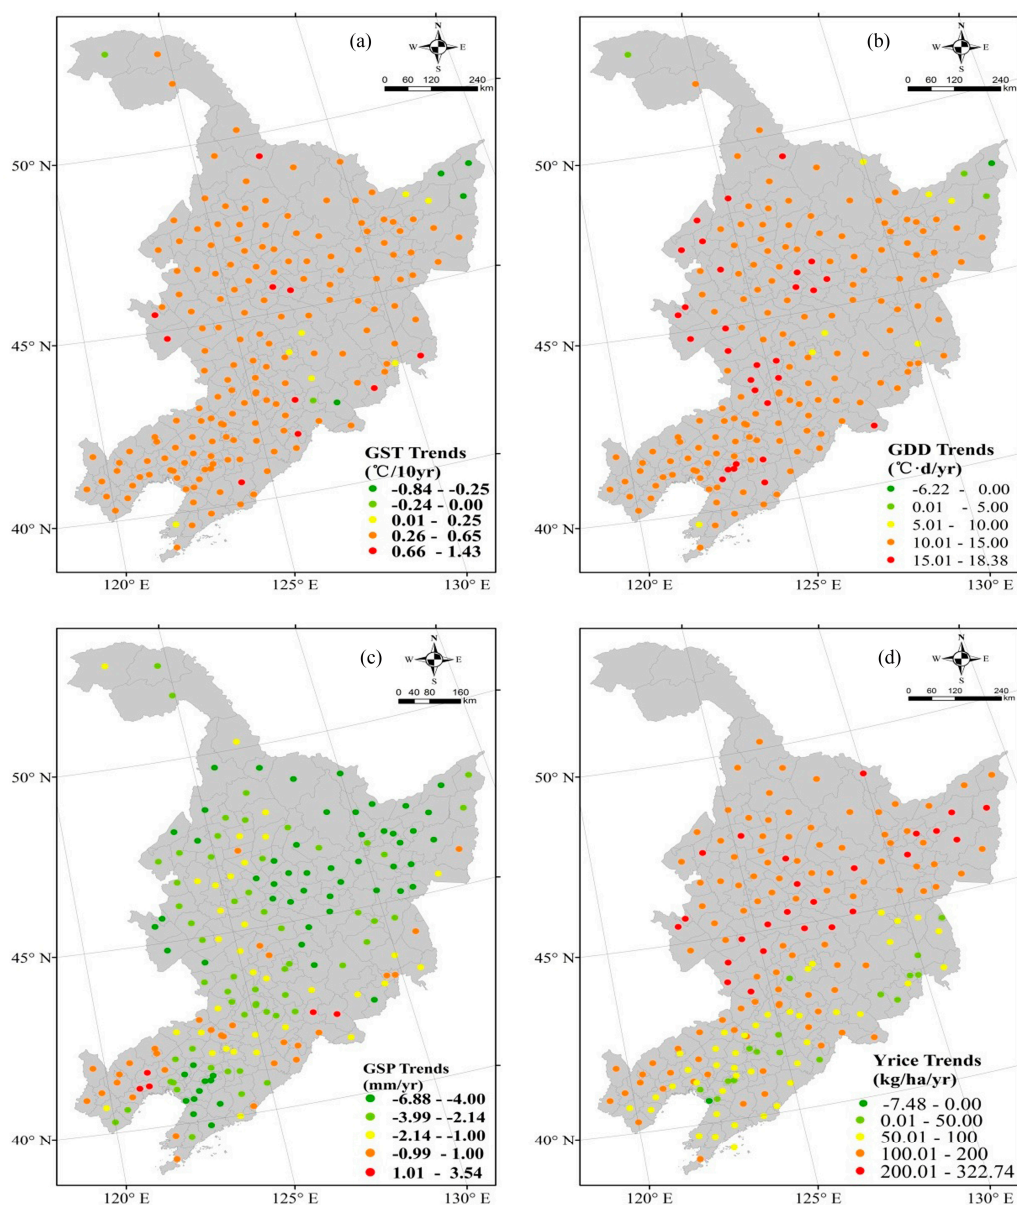 (a)
N
W E
S
0 60 120 240
km
50° N
45° N
40° N
GST Trends
(℃/10yr)
-0.84 - -0.25
-0.24 - 0.00
0.01 - 0.25
0.26 - 0.65
0.66 - 1.43
120° E
125° E
130° E
(b)
N
W E
S
0 60 120 240
km
50° N
45° N
40° N
GDD Trends
(℃·d/yr)
-6.22 - 0.00
0.01 - 5.00
5.01 - 10.00
10.01 - 15.00
15.01 - 18.38
120° E
125° E
130° E
(c)
N
W E
S
0 40 80 160
km
50° N
45° N
40° N
GSP Trends
(mm/yr)
-6.88 - -4.00
-3.99 - -2.14
-2.14 - -1.00
-0.99 - 1.00
1.01 - 3.54
120° E
125° E
130° E
(d)
N
W E
S
0 60 120 240
km
50° N
45° N
40° N
Yrice Trends
(kg/ha/yr)
-7.48 - 0.00
0.01 - 50.00
50.01 - 100
100.01 - 200
200.01 - 322.74
120° E
125° E
130° E